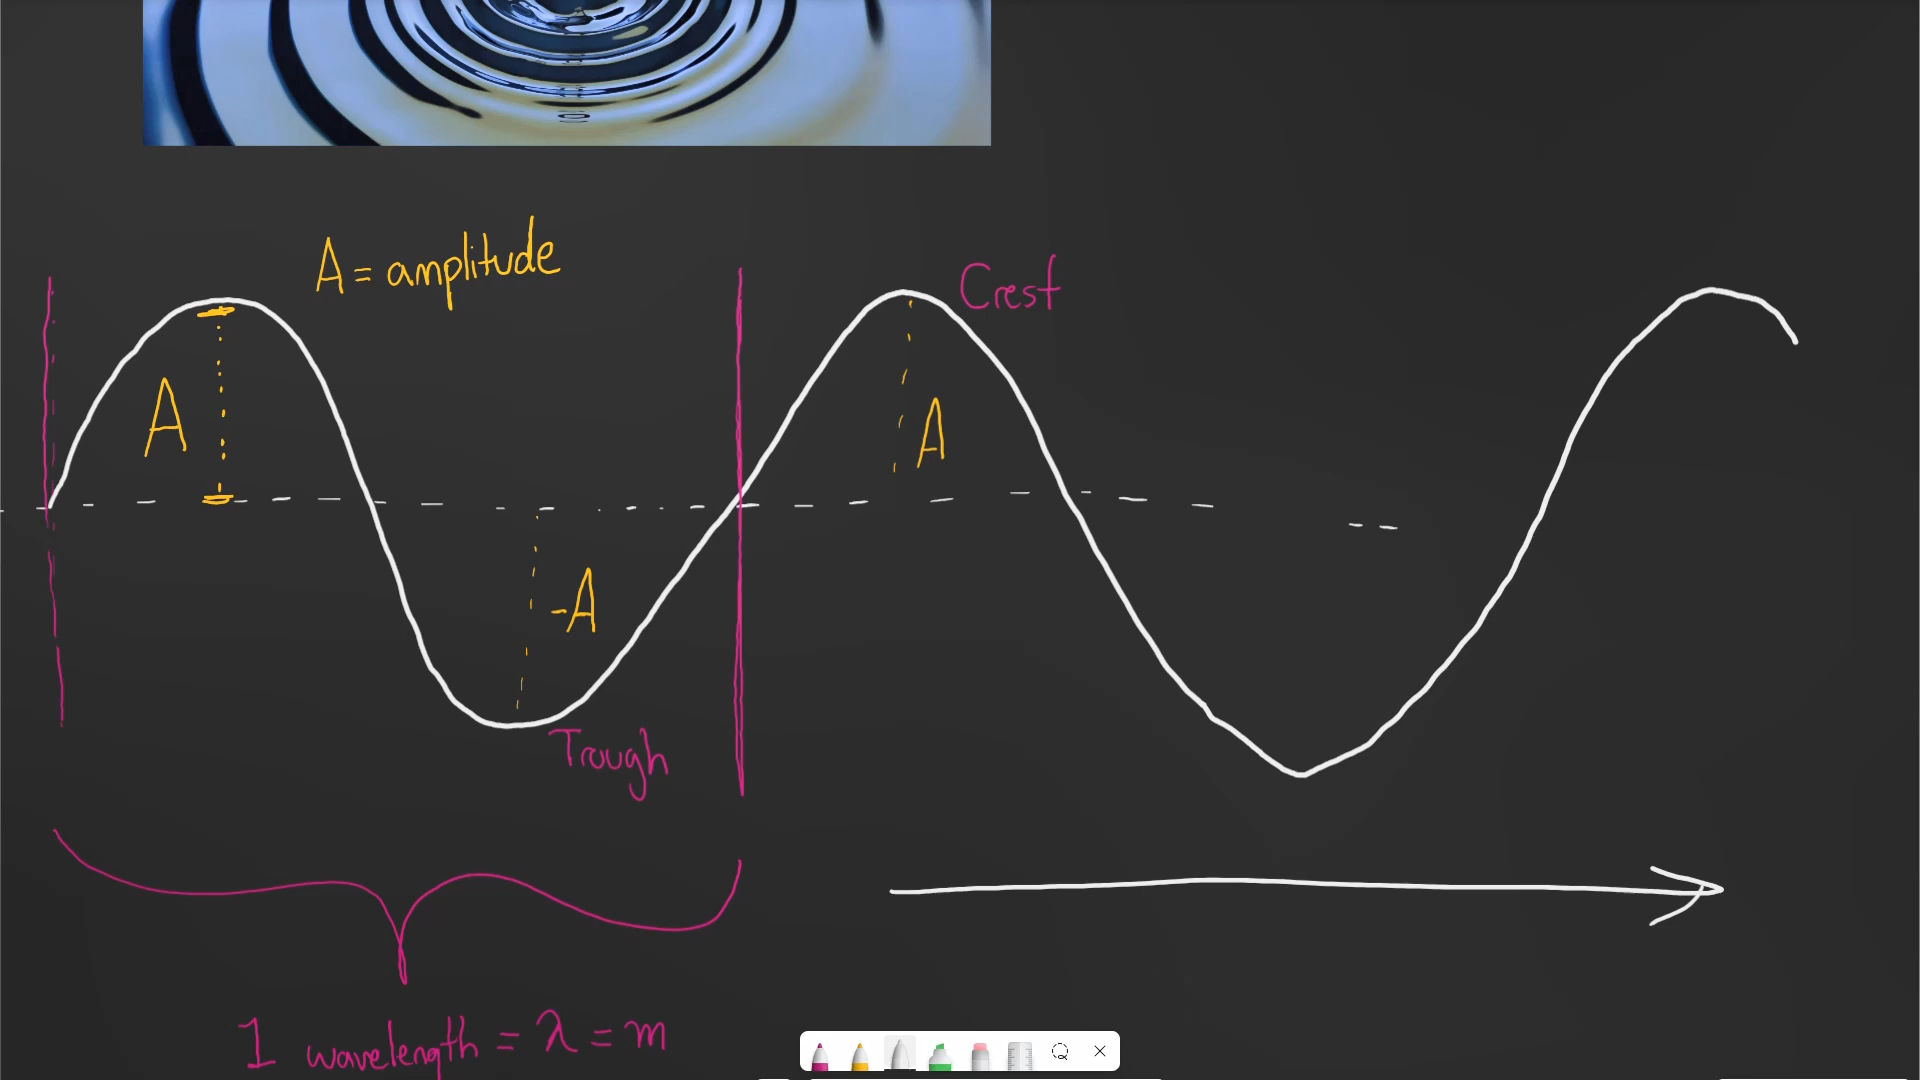 A = amplitude
Crest
A
A
-A
Trough
1 wavelength = λ = m